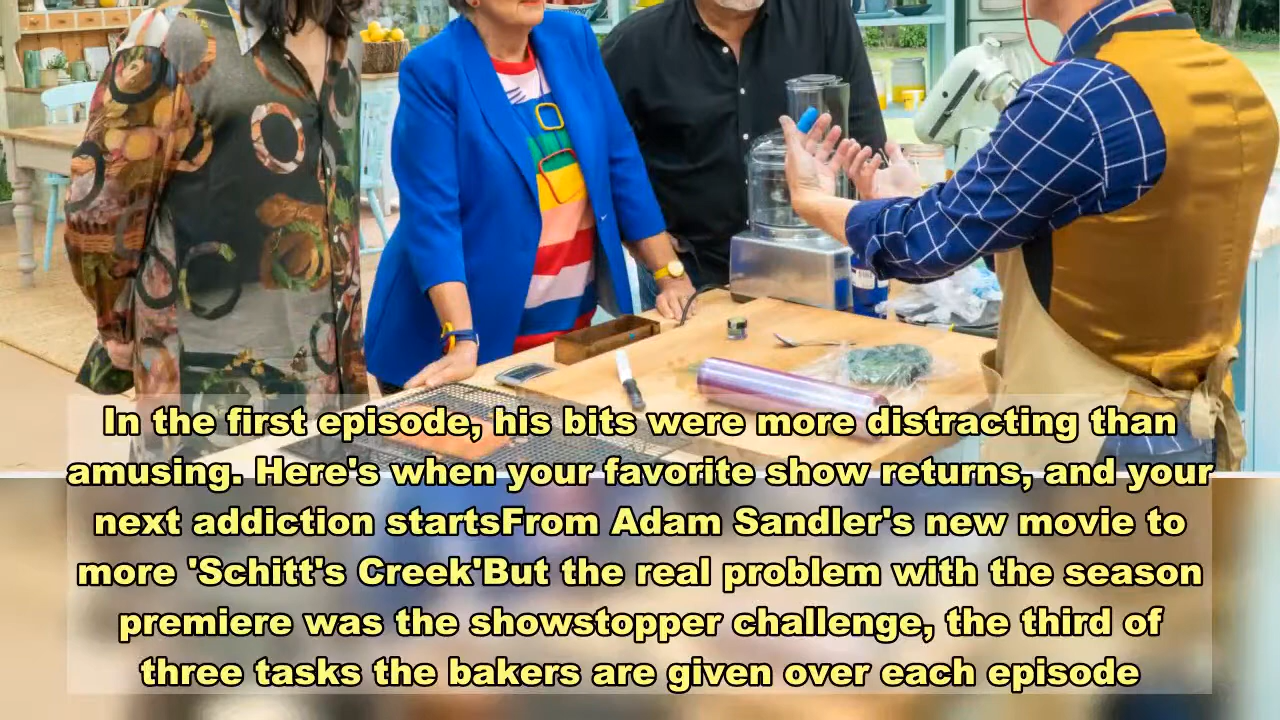 In the first episode, his bits were more distracting than
amusing. Here's when your favorite show returns, and your
next addiction startsFrom Adam Sandler's new movie to
more 'Schitt's Creek'But the real problem with the season
premiere was the showstopper challenge, the third of
three tasks the bakers are given over each episode